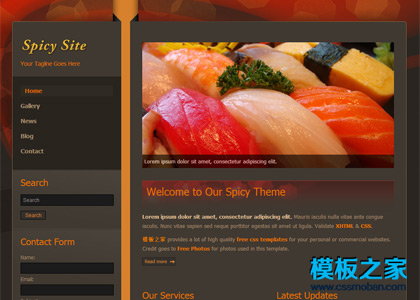 Spicy Site
Your Tagline Goes Here
Home
Gallery
News
Blog
Contact
Search
Search
Search
Contact Form
Name:
Email:
Lorem ipsum dolor sit amet, consectetur adipiscing elit.
Welcome to Our Spicy Theme
Lorem ipsum dolor sit amet, consectetur adipiscing elit. Mauris iaculis nulla vitae ante congue
iaculis. Nunc vitae sapien sed neque porttitor egestas sit amet ut ligula. Validate XHTML & CSS.
模板之家 provides a lot of high quality free css templates for your personal or commercial websites.
Credit goes to Free Photos for photos used in this template.
Read more
Our Services
Latest Updates
模板之家
www.cssmoban.com